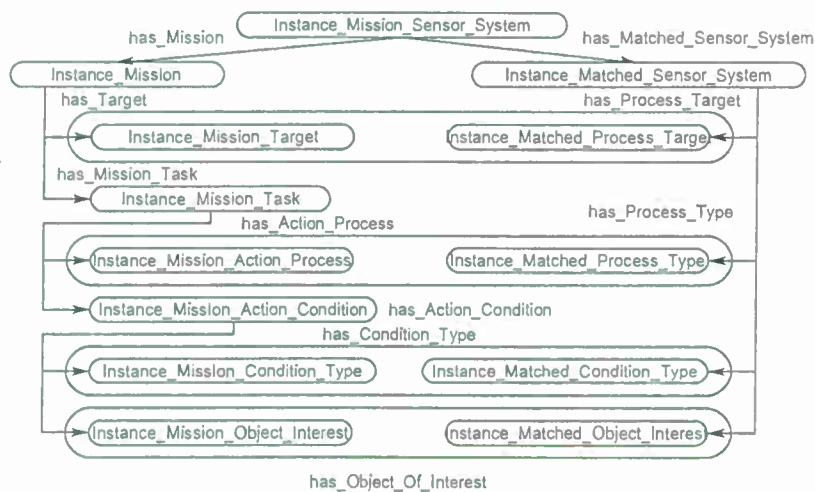 Instance_Mission_Sensor_System
has_Mission
has_Matched_Sensor_System
Instance_Mission
Instance_Matched_Sensor_System
has_Target
has_Process_Target
Instance_Mission_Target
Instance_Matched_Process_Targe
has_Mission_Task
Instance_Mission_Task
has_Process_Type
has_Action_Process
Instance_Mission_Action_Process
Instance_Matched_Process_Type
Instance_Mission_Action_Condition
has_Action_Condition
has_Condition_Type
Instance_Mission_Condition_Type
Instance_Matched_Condition_Type
Instance_Mission_Object_Interest
nstance_Matched_Object_Interes
has_Object_Of_Interest